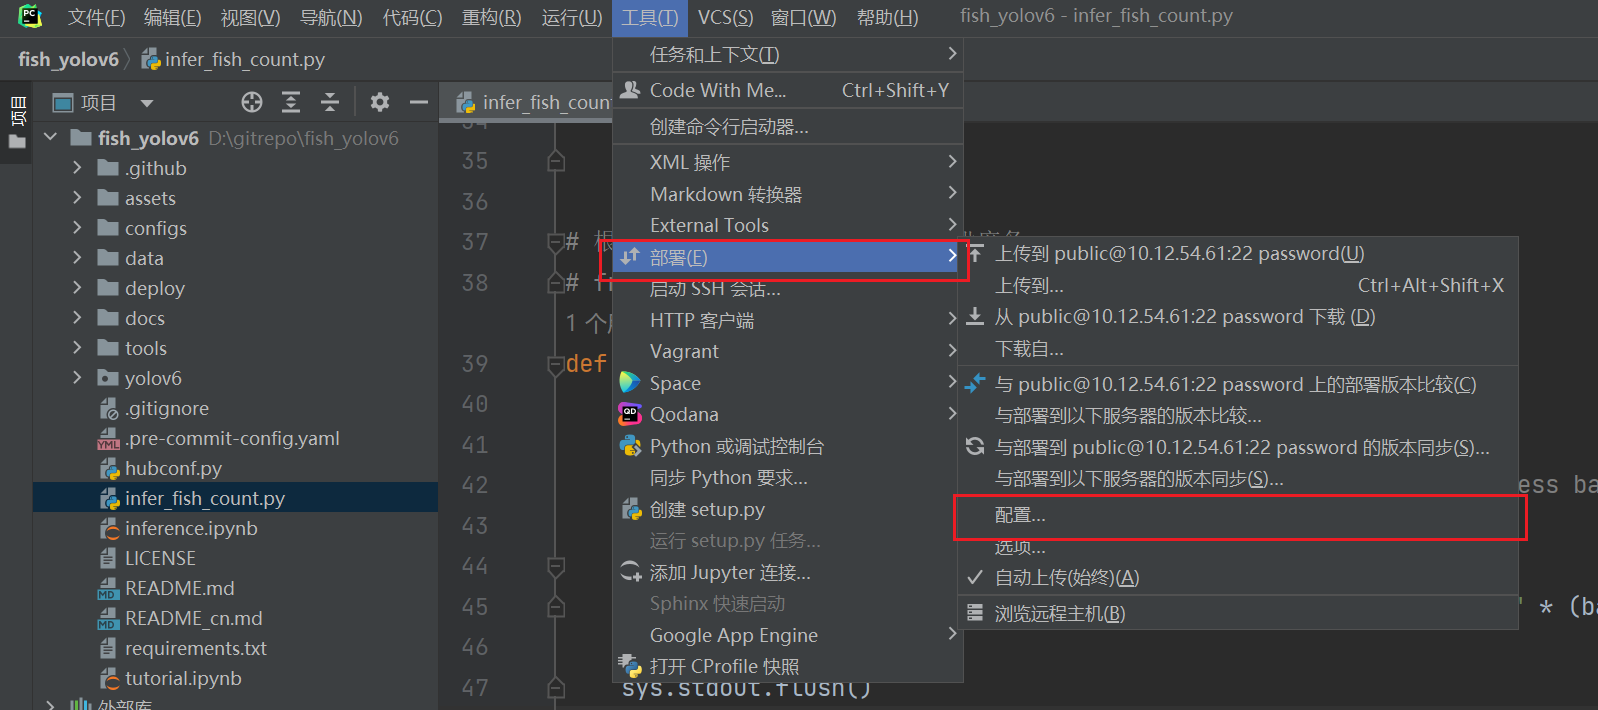 PC 文件(F) 编辑(E) 视图(V) 导航(N) 代码(C) 重构(R) 运行(U) 工具(T) VCS(S) 窗口(W) 帮助(H) fish_yolov6 - infer_fish_count.py
fish_yolov6 infer_fish_count.py
项目
项目
fish_yolov6 D:\gitrepo\fish_yolov6
.github
assets
configs
data
deploy
docs
tools
yolov6
.gitignore
.pre-commit-config.yaml
hubconf.py
infer_fish_count.py
inference.ipynb
LICENSE
README.md
README_cn.md
requirements.txt
tutorial.ipynb
外部库
infer_fish_coun
34
35
36
37 # 根
38 # f
1 个
39 def
40
41
42
43
44
45
46
47 sys.stdout.flush()
ess ba
* (ba
任务和上下文(T)
Code With Me... Ctrl+Shift+Y
创建命令行启动器...
XML 操作
Markdown 转换器
External Tools
部署(E)
启动 SSH 会话...
HTTP 客户端
Vagrant
Space
Qodana
Python 或调试控制台
同步 Python 要求...
创建 setup.py
运行 setup.py 任务...
添加 Jupyter 连接...
Sphinx 快速启动
Google App Engine
打开 CProfile 快照
上传到 public@10.12.54.61:22 password(U)
上传到... Ctrl+Alt+Shift+X
从 public@10.12.54.61:22 password 下载 (D)
下载自...
与 public@10.12.54.61:22 password 上的部署版本比较(C)
与部署到以下服务器的版本比较...
与部署到 public@10.12.54.61:22 password 的版本同步(S)...
与部署到以下服务器的版本同步(S)...
配置...
选项...
自动上传(始终)(A)
浏览远程主机(B)